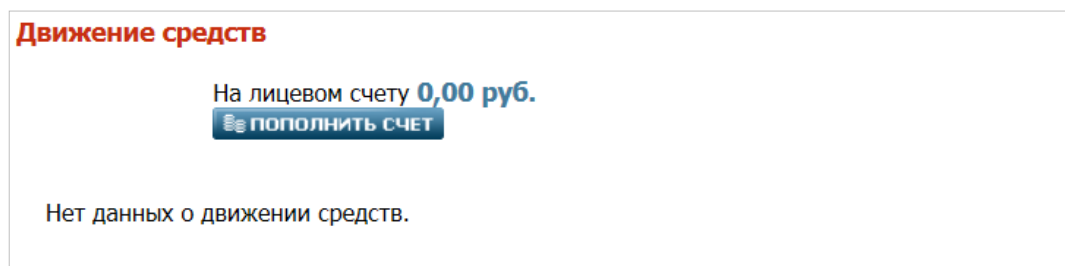 Движение средств
На лицевом счету 0,00 руб.
ПОПОЛНИТЬ СЧЕТ
Нет данных о движении средств.